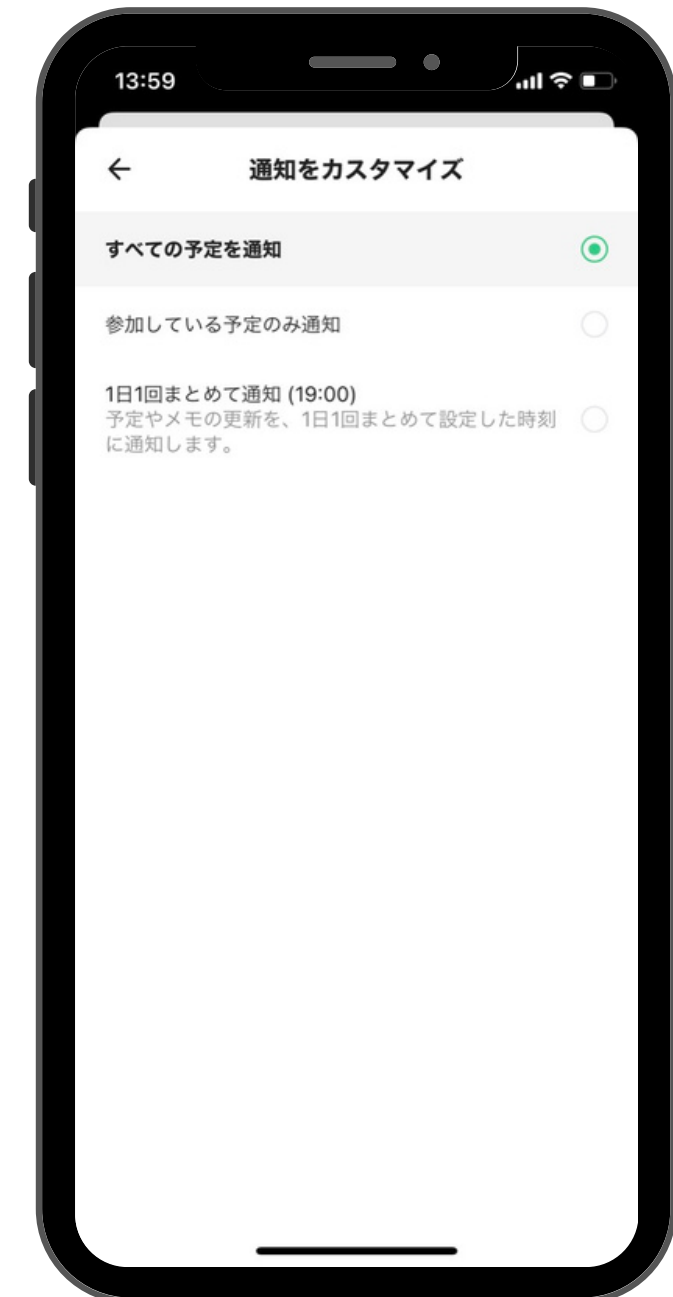 13:59
通知をカスタマイズ
すべての予定を通知
参加している予定のみ通知
1日1回まとめて通知 (19:00)
予定やメモの更新を、1日1回まとめて設定した時刻
に通知します。